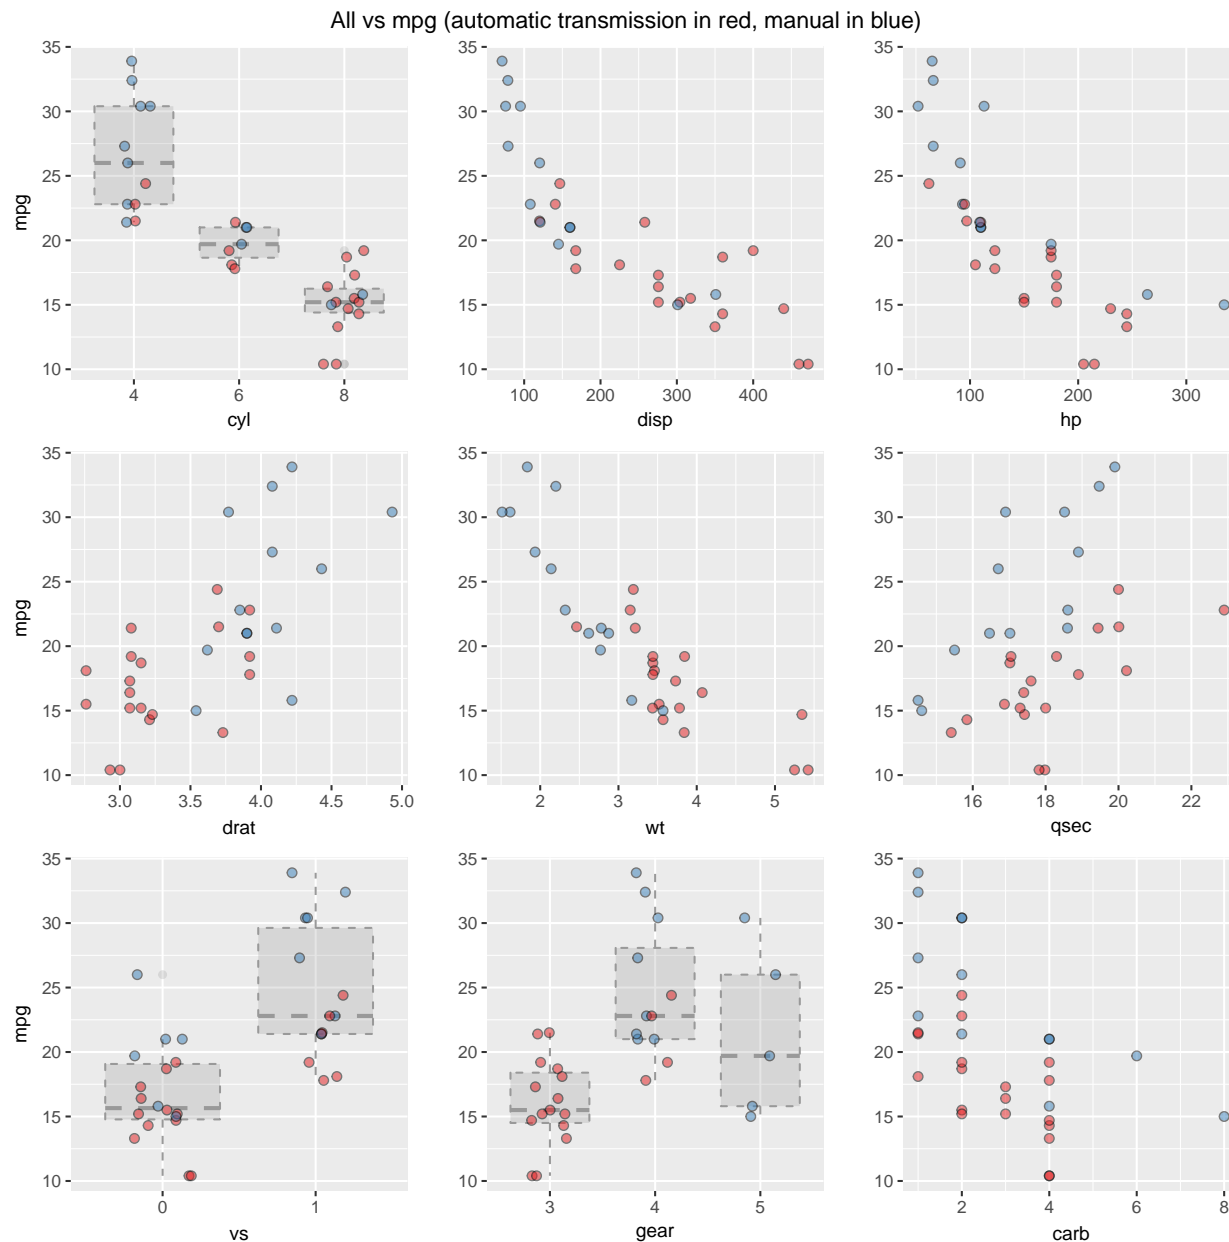 All vs mpg (automatic transmission in red, manual in blue)
35
30
25
20
15
10
mpg
4 6 8
cyl
100 200 300 400
disp
100 200 300
hp
35
30
25
20
15
10
35
30
25
20
15
10
35
30
25
20
15
10
mpg
3.0 3.5 4.0 4.5 5.0
drat
35
30
25
20
15
10
2 3 4 5
wt
35
30
25
20
15
10
16 18 20 22
qsec
35
30
25
20
15
10
mpg
0 1
vs
35
30
25
20
15
10
3 4 5
gear
35
30
25
20
15
10
2 4 6 8
carb